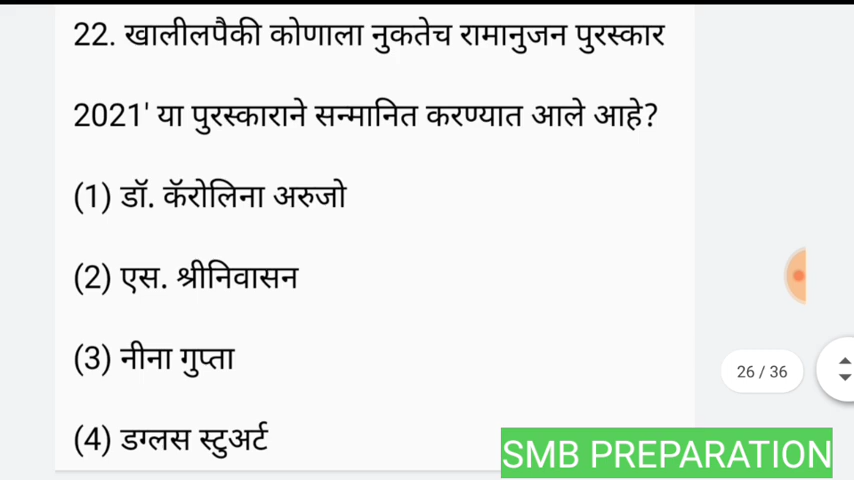 22. खालीलपैकी कोणाला नुकतेच रामानुजन पुरस्कार
2021' या पुरस्काराने सन्मानित करण्यात आले आहे?
(1) डॉ. कॅरोलिना अरुजो
(2) एस. श्रीनिवासन
(3) नीना गुप्ता
26 / 36
(4) डग्लस स्टुअर्ट
SMB PREPARATION